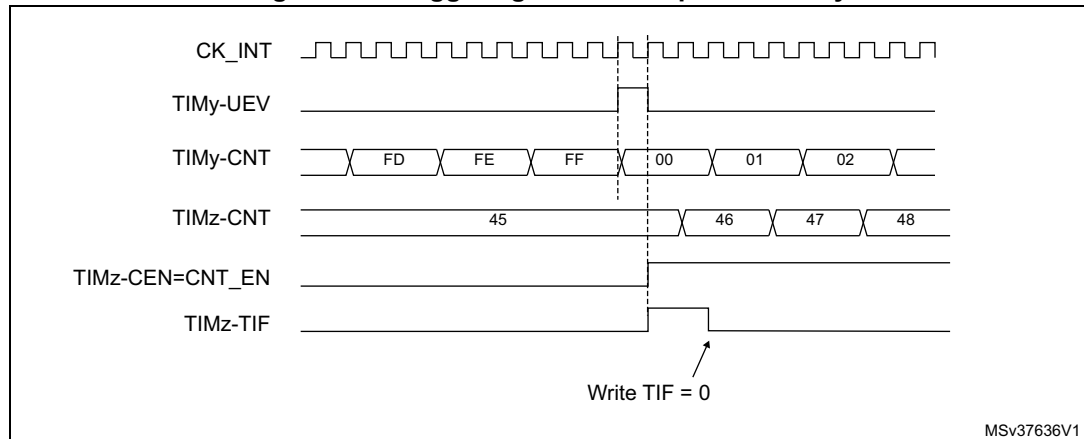 CK_INT
TIMy-UEV
TIMy-CNT FD FE FF 00 01 02
TIMz-CNT 45 46 47 48
TIMz-CEN=CNT_EN
TIMz-TIF
Write TIF = 0
MSv37636V1